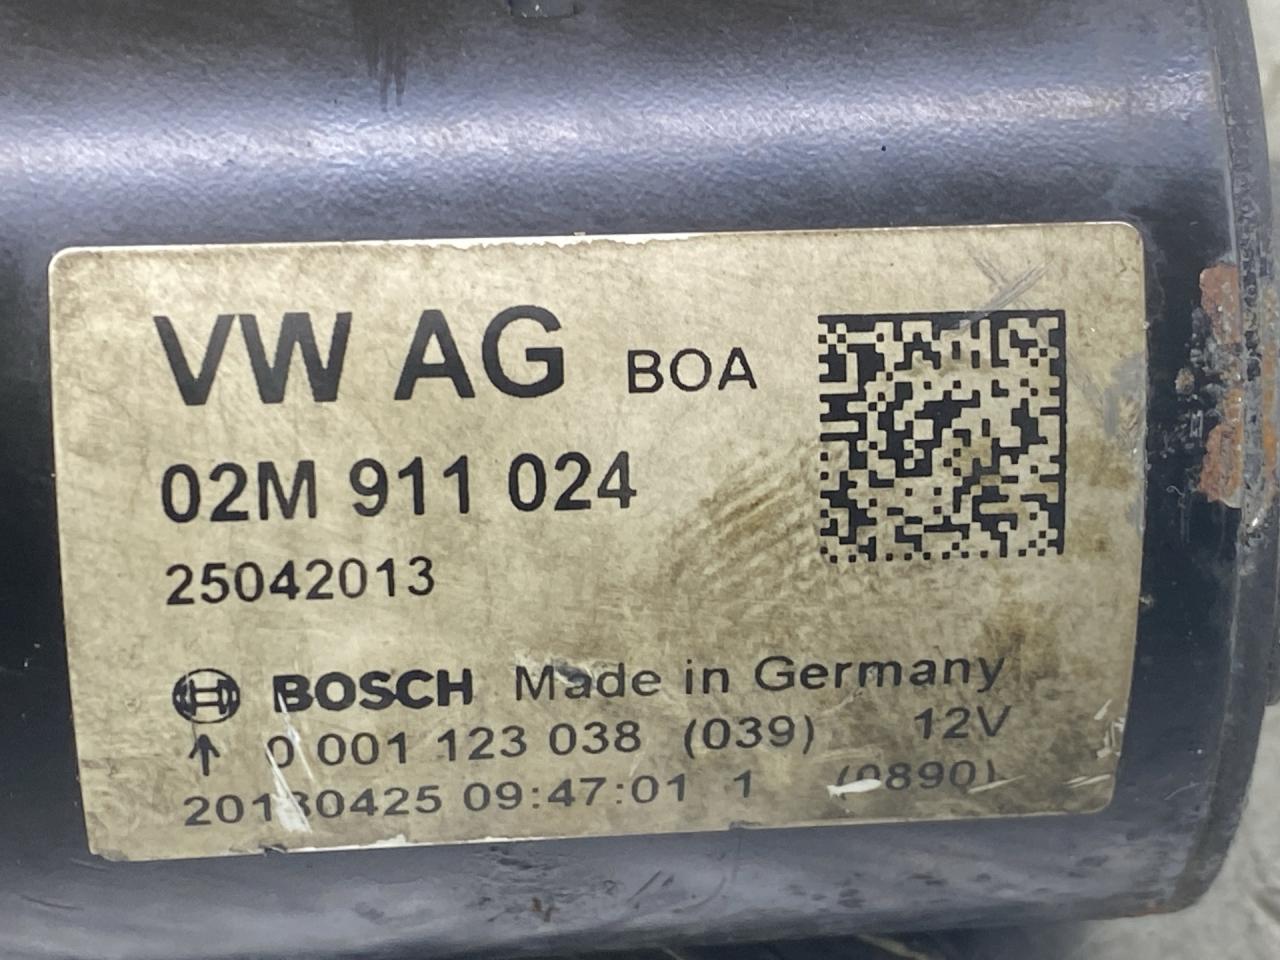 VW AG BOA
02M 911 024
25042013
BOSCH Made in Germany
↑ 0 001 123 038 (039) 12V
20130425 09:47:01 1 (0890)